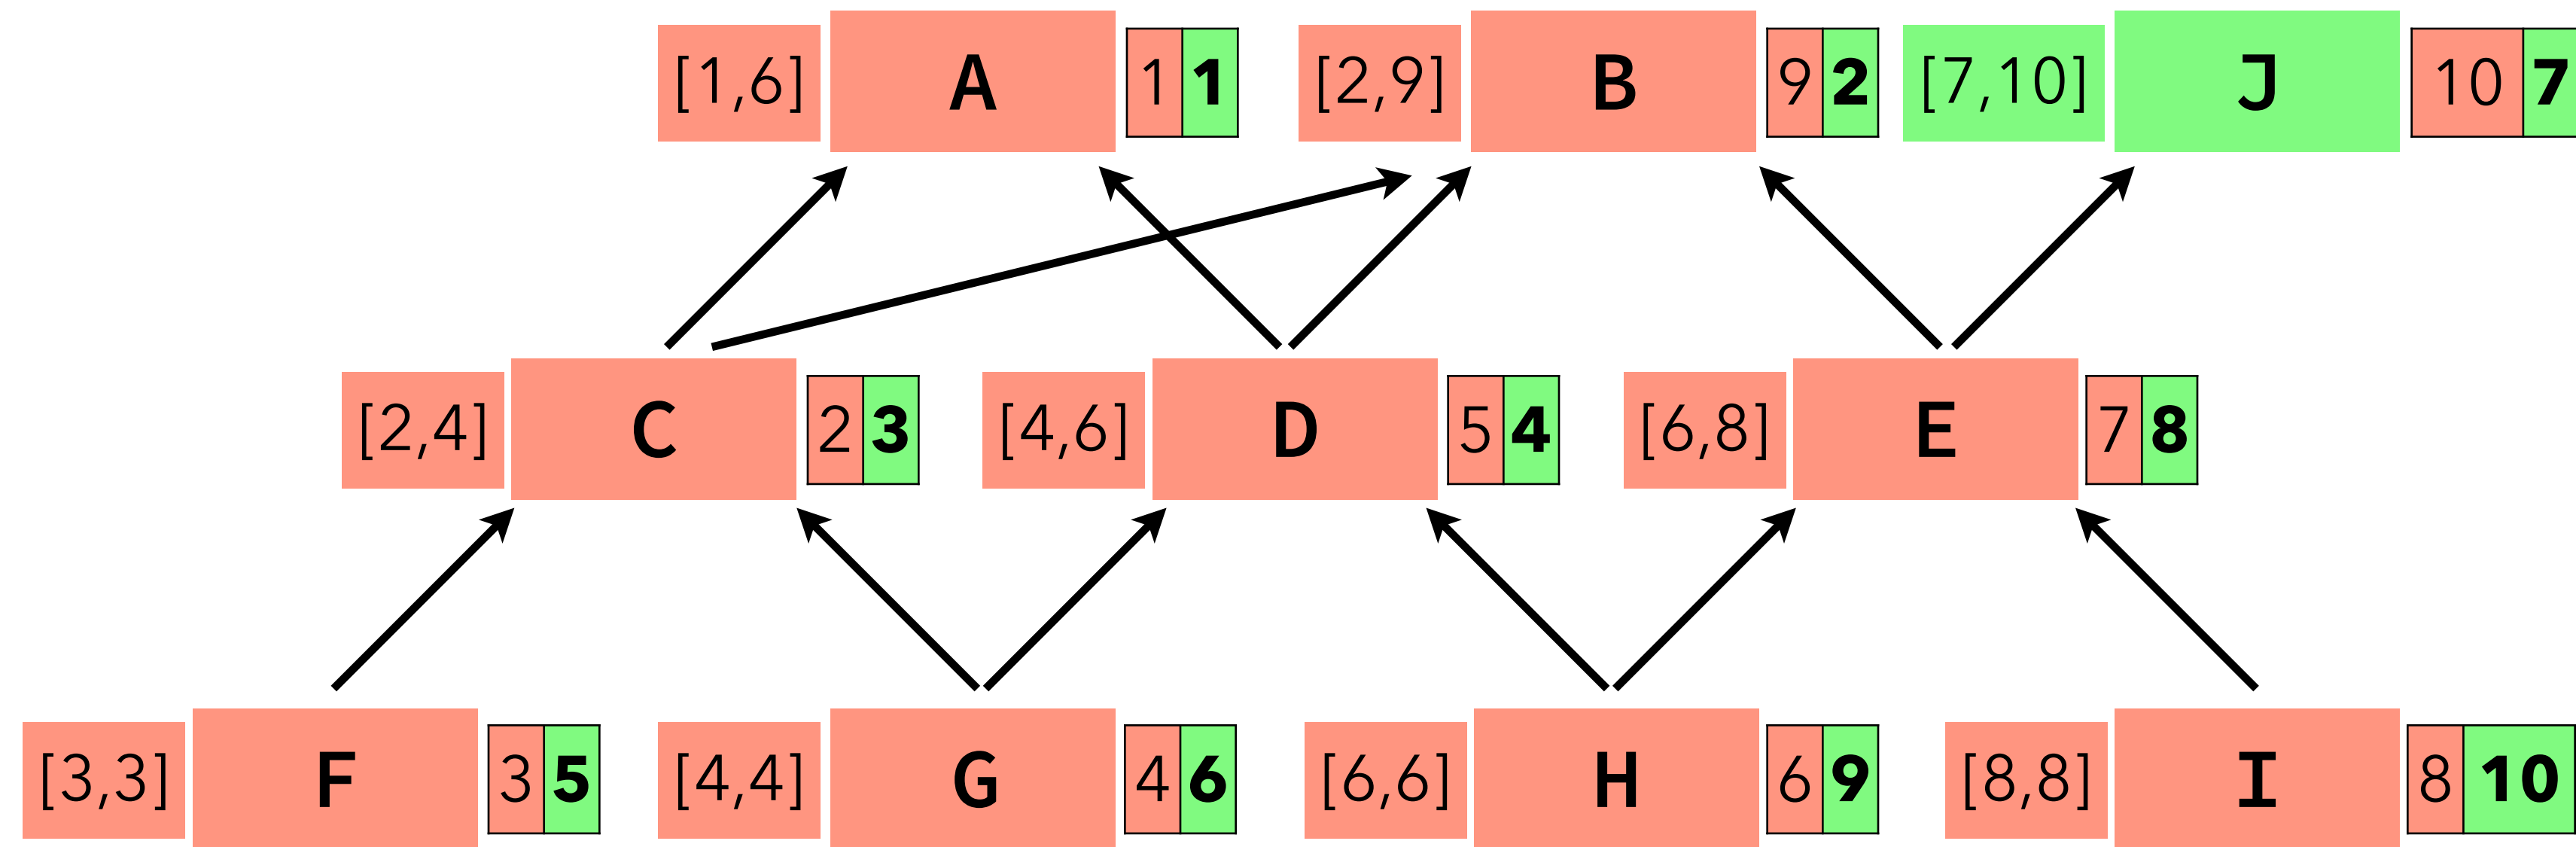 [1,6] A 1 1 [2,9] B 9 2 [7,10] J 10 7
[2,4] C 2 3 [4,6] D 5 4 [6,8] E 7 8
[3,3] F 3 5 [4,4] G 4 6 [6,6] H 6 9 [8,8] I 8 10